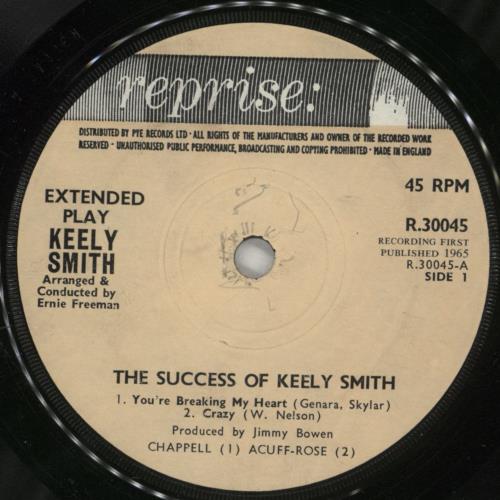 reprise:
DISTRIBUTED BY PYE RECORDS LTD · ALL RIGHTS OF THE MANUFACTURERS AND OWNER OF THE RECORDED WORK
RESERVED · UNAUTHORISED PUBLIC PERFORMANCE, BROADCASTING AND COPYING PROHIBITED · MADE IN ENGLAND
EXTENDED
PLAY
KEELY
SMITH
Arranged &
Conducted by
Ernie Freeman
45 RPM
R.30045
RECORDING FIRST
PUBLISHED 1965
R.30045-A
SIDE 1
THE SUCCESS OF KEELY SMITH
1. You're Breaking My Heart (Genara, Skylar)
2. Crazy (W. Nelson)
Produced by Jimmy Bowen
CHAPPELL (1) ACUFF-ROSE (2)